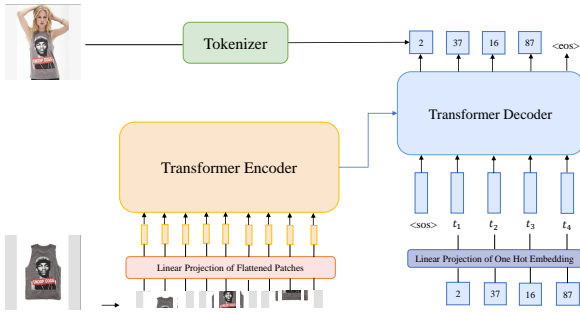 Tokenizer
2 37 16 87 <eos>
Transformer Decoder
Transformer Encoder
<sos> t₁ t₂ t₃ t₄
Linear Projection of Flattened Patches
Linear Projection of One Hot Embedding
2 37 16 87